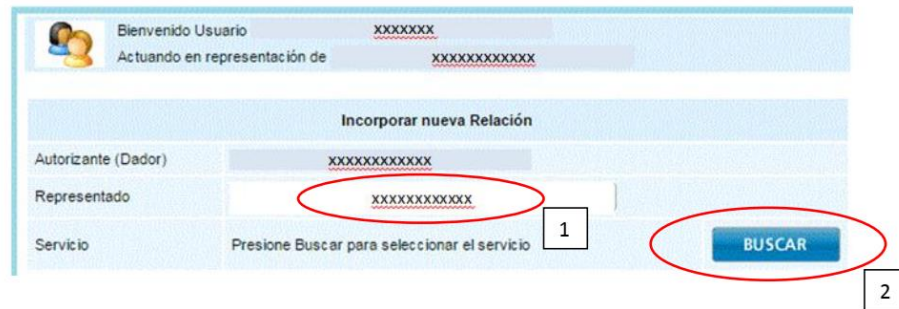 Bienvenido Usuario xxxxxxx
Actuando en representación de xxxxxxxxxxxx
Incorporar nueva Relación
Autorizante (Dador) xxxxxxxxxxxx
Representado xxxxxxxxxxxx
1
Servicio Presione Buscar para seleccionar el servicio BUSCAR
2